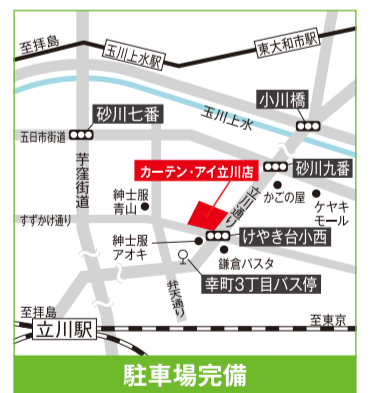 至拝島
玉川上水駅
東大和市駅
玉川上水
小川橋
砂川七番
五日市街道
芋窪街道
カーテン・アイ立川店
立川通り
砂川九番
かごの屋
ケヤキ
モール
紳士服
青山
すずかけ通り
けやき台小西
紳士服
アオキ
鎌倉パスタ
幸町3丁目バス停
弁天通り
至拝島
立川駅
至東京
駐車場完備